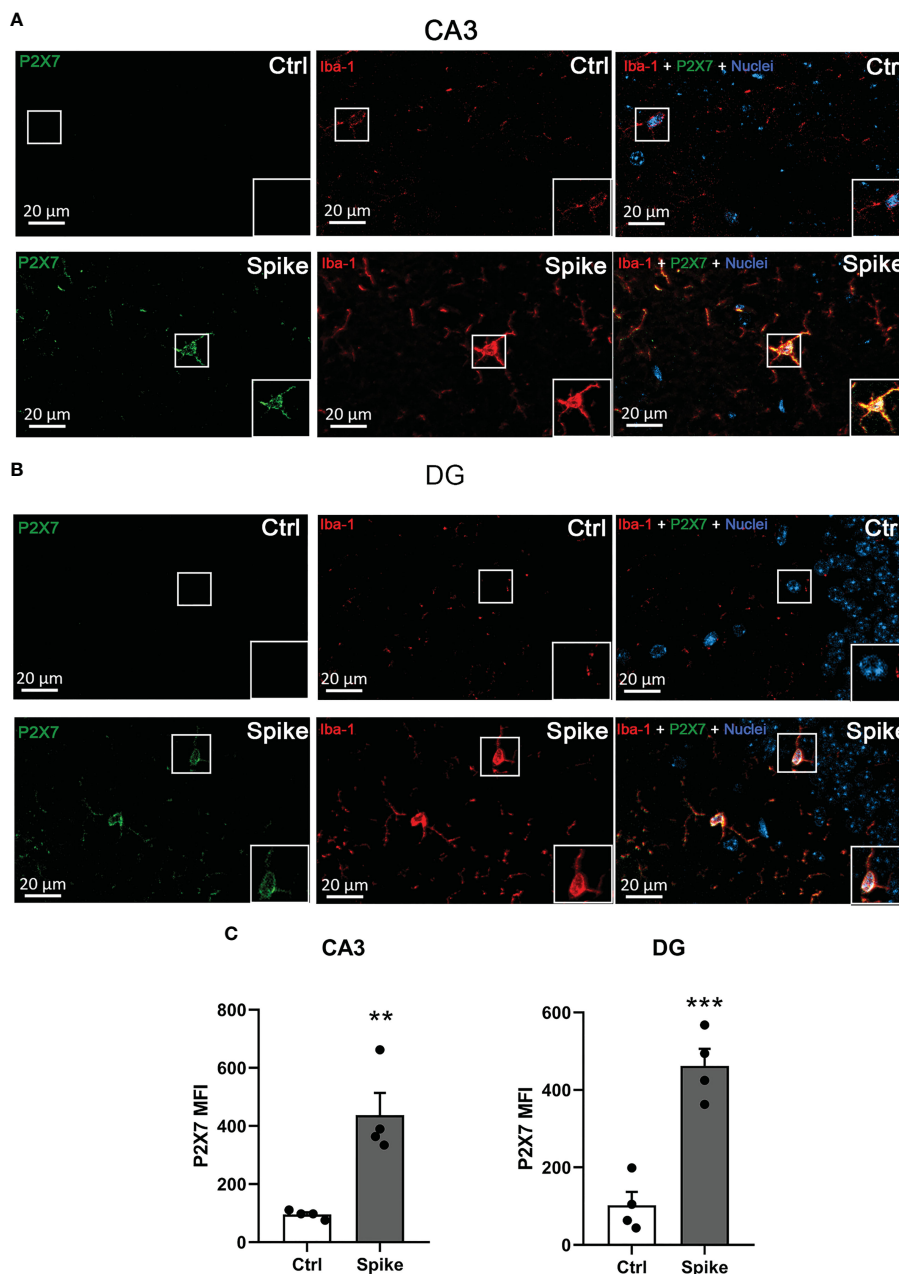 A
CA3
P2X7 Ctrl
Iba-1 Ctrl
Iba-1 + P2X7 + Nuclei Ctrl
20 µm
20 µm
20 µm
P2X7 Spike
Iba-1 Spike
Iba-1 + P2X7 + Nuclei Spike
20 µm
20 µm
20 µm
B
DG
P2X7 Ctrl
Iba-1 Ctrl
Iba-1 + P2X7 + Nuclei Ctrl
20 µm
20 µm
20 µm
P2X7 Spike
Iba-1 Spike
Iba-1 + P2X7 + Nuclei Spike
20 µm
20 µm
20 µm
C
CA3
P2X7 MFI
800
600
400
200
0
**
Ctrl Spike
DG
P2X7 MFI
600
400
200
0
***
Ctrl Spike